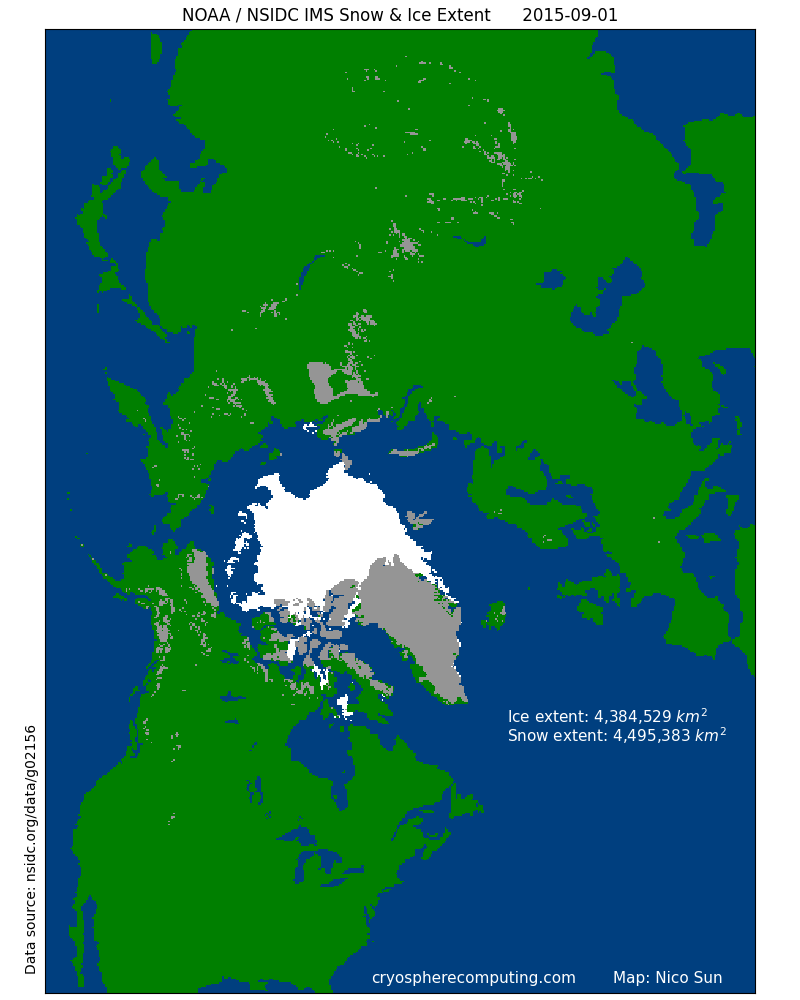 NOAA / NSIDC IMS Snow & Ice Extent 2015-09-01
Ice extent: 4,384,529 km²
Snow extent: 4,495,383 km²
Data source: nsidc.org/data/g02156
cryospherecomputing.com Map: Nico Sun